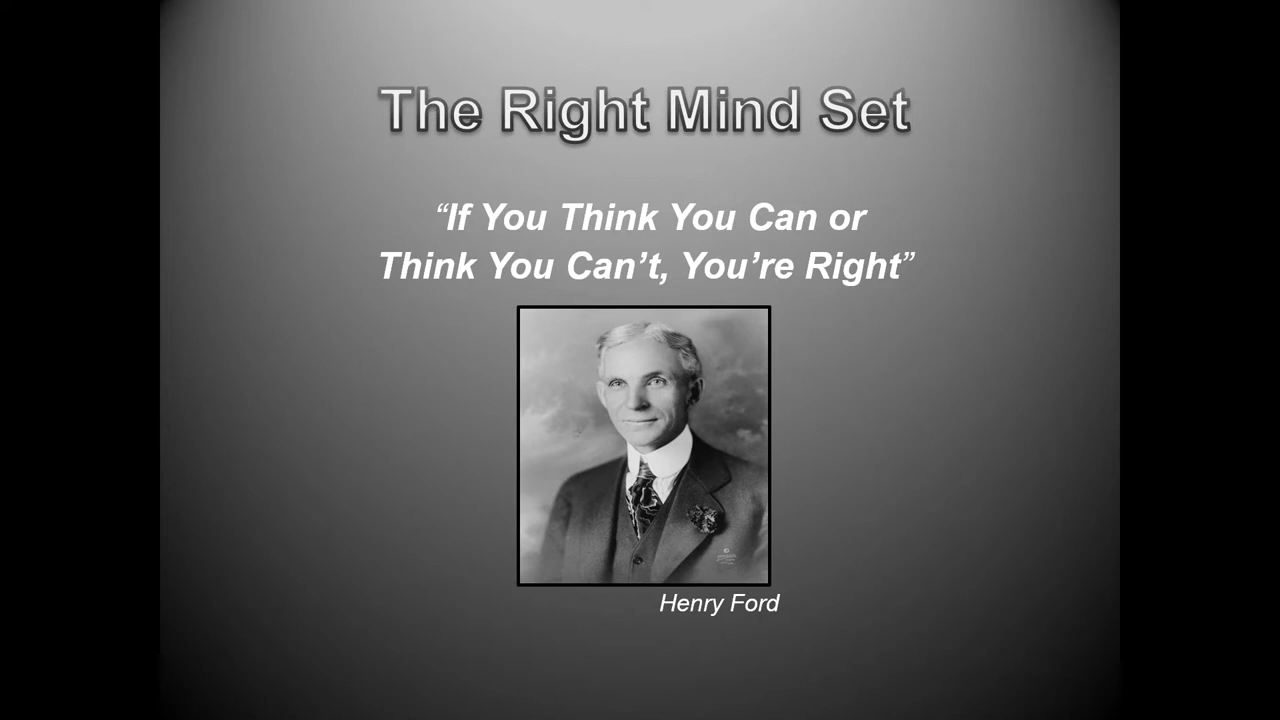 The Right Mind Set
“If You Think You Can or
Think You Can’t, You’re Right”
Henry Ford